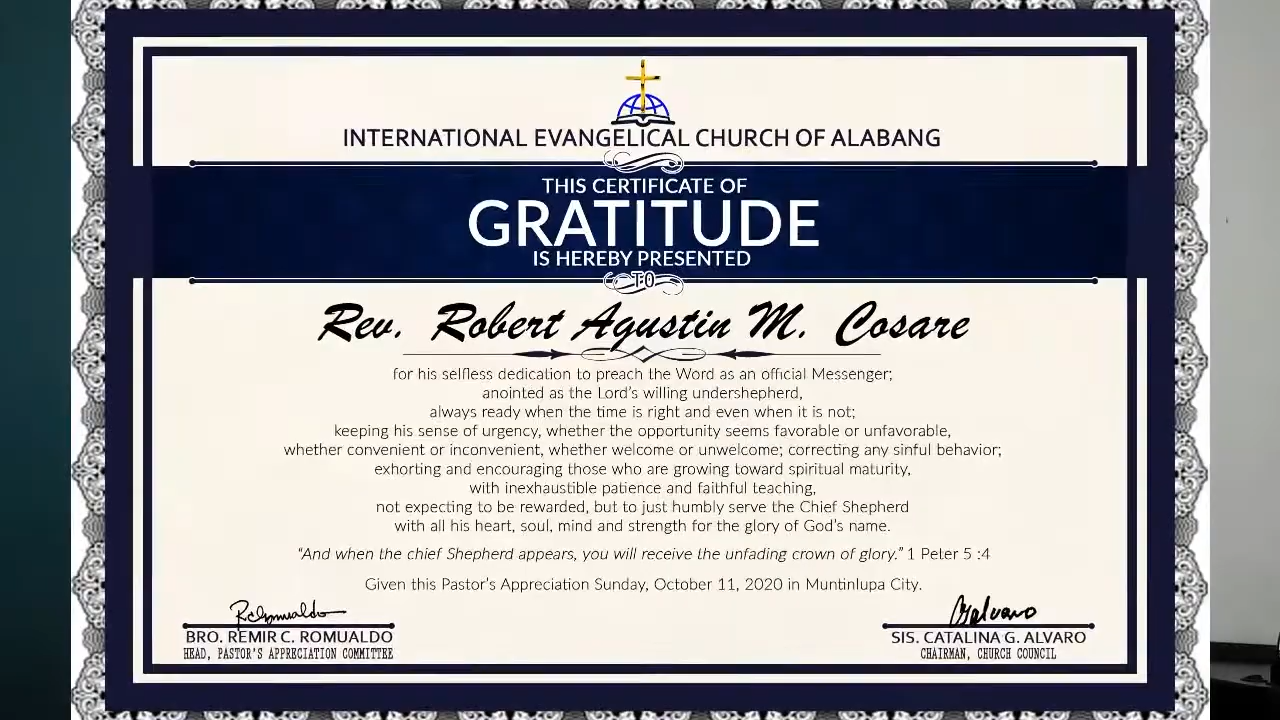 INTERNATIONAL EVANGELICAL CHURCH OF ALABANG
THIS CERTIFICATE OF
GRATITUDE
IS HEREBY PRESENTED
TO
Rev. Robert Agustin M. Cosare
for his selfless dedication to preach the Word as an official Messenger;
anointed as the Lord's willing undershepherd,
always ready when the time is right and even when it is not;
keeping his sense of urgency, whether the opportunity seems favorable or unfavorable,
whether convenient or inconvenient, whether welcome or unwelcome; correcting any sinful behavior;
exhorting and encouraging those who are growing toward spiritual maturity,
with inexhaustible patience and faithful teaching,
not expecting to be rewarded, but to just humbly serve the Chief Shepherd
with all his heart, soul, mind and strength for the glory of God's name.
“And when the chief Shepherd appears, you will receive the unfading crown of glory.” 1 Peter 5 :4
Given this Pastor's Appreciation Sunday, October 11, 2020 in Muntinlupa City.
BRO. REMIR C. ROMUALDO
HEAD, PASTOR'S APPRECIATION COMMITTEE
SIS. CATALINA G. ALVARO
CHAIRMAN, CHURCH COUNCIL